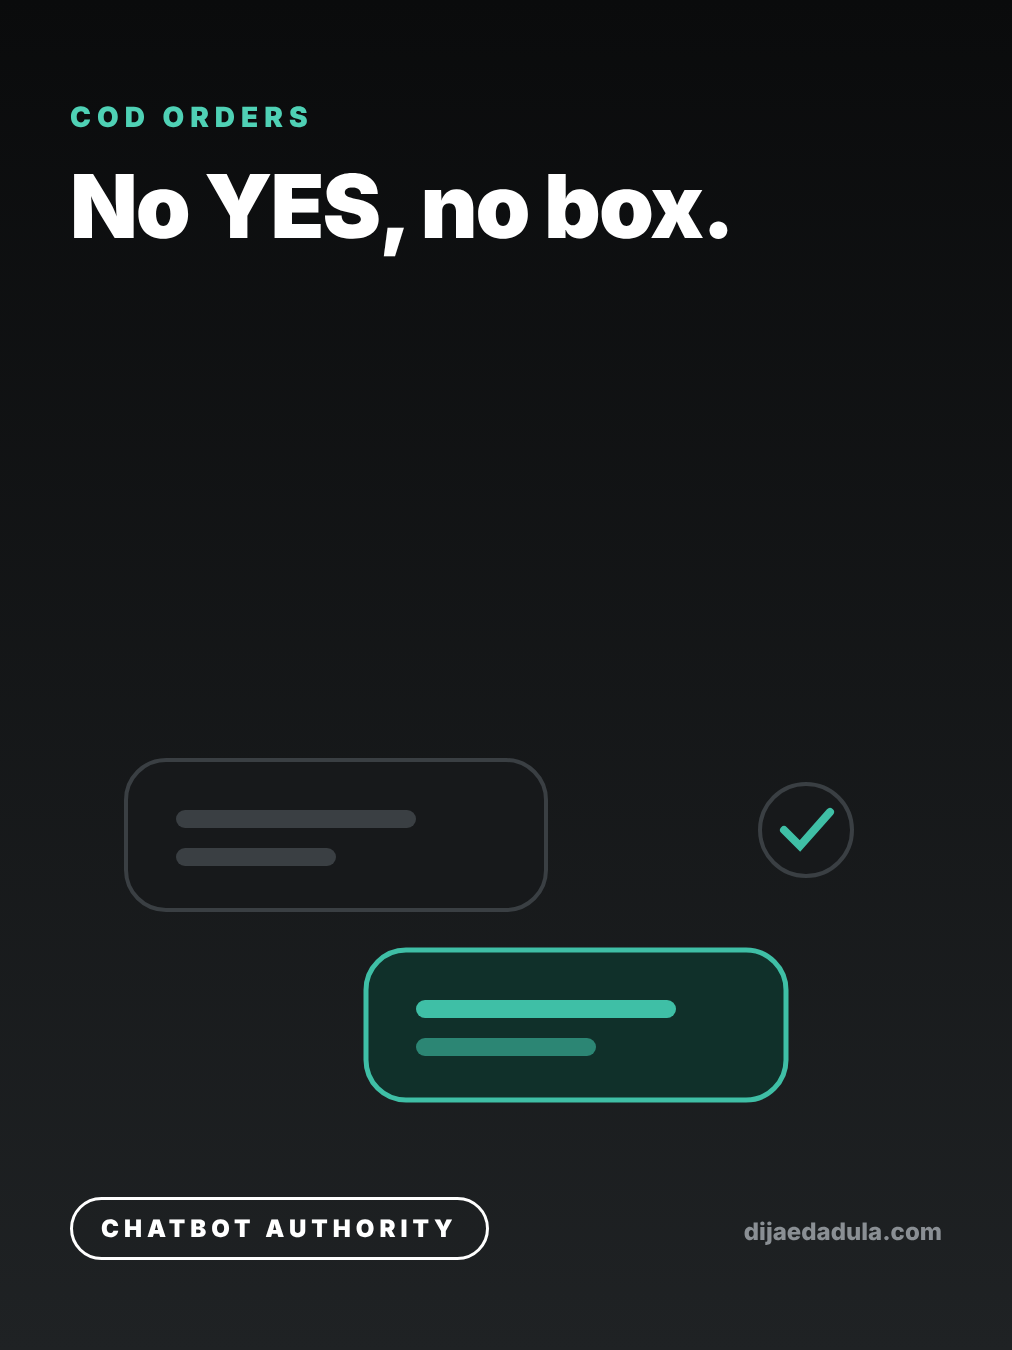 COD ORDERS
No YES, no box.
CHATBOT AUTHORITY
dijaedadula.com